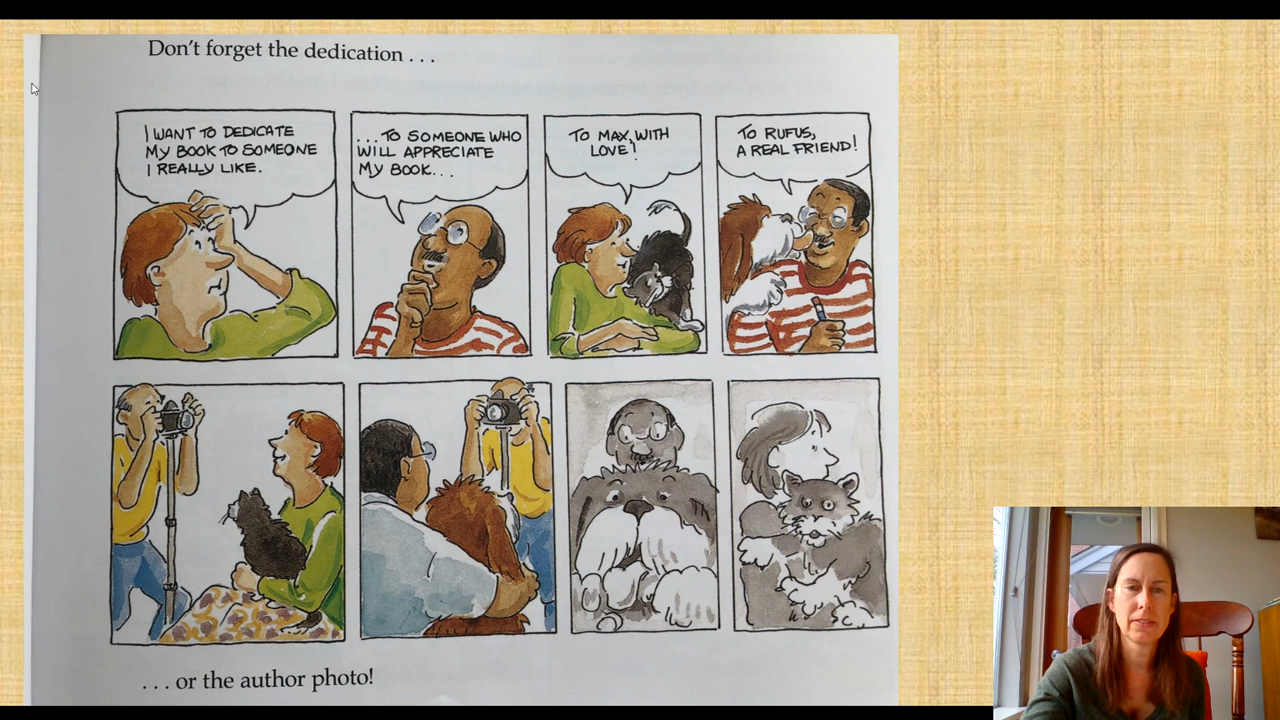 Don't forget the dedication . . .
I WANT TO DEDICATE
MY BOOK TO SOMEONE
I REALLY LIKE.
. . .TO SOMEONE WHO
WILL APPRECIATE
MY BOOK. . .
TO MAX, WITH
LOVE!
TO RUFUS,
A REAL FRIEND!
. . . or the author photo!